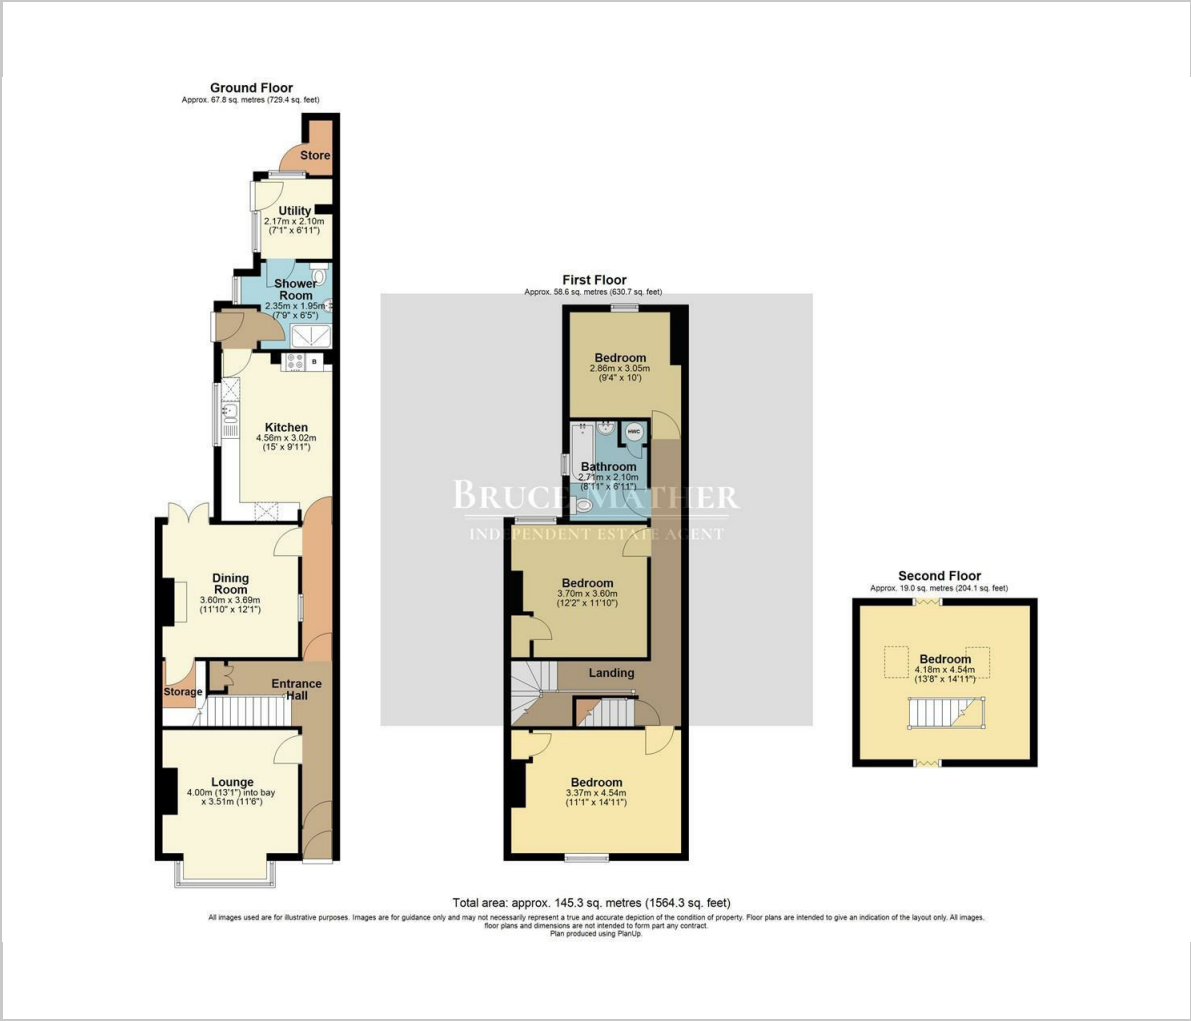 Ground Floor
Approx. 67.8 sq. metres (729.4 sq. feet)
Store
Utility
2.17m x 2.10m
(7'1" x 6'11")
Shower
Room
2.35m x 1.95m
(7'9" x 6'5")
B
Kitchen
4.56m x 3.02m
(15' x 9'11")
Dining
Room
3.60m x 3.69m
(11'10" x 12'1")
Entrance
Hall
Storage
Lounge
4.00m (13'1") into bay
x 3.51m (11'6")
First Floor
Approx. 58.6 sq. metres (630.7 sq. feet)
Bedroom
2.86m x 3.05m
(9'4" x 10')
HWC
Bathroom
2.71m x 2.10m
(8'11" x 6'11")
BRUCE MATHER
INDEPENDENT ESTATE AGENT
Bedroom
3.70m x 3.60m
(12'2" x 11'10")
Landing
Bedroom
3.37m x 4.54m
(11'1" x 14'11")
Second Floor
Approx. 19.0 sq. metres (204.1 sq. feet)
Bedroom
4.18m x 4.54m
(13'8" x 14'11")
Total area: approx. 145.3 sq. metres (1564.3 sq. feet)
All images used are for illustrative purposes. Images are for guidance only and may not necessarily represent a true and accurate depiction of the condition of property. Floor plans are intended to give an indication of the layout only. All images,
floor plans and dimensions are not intended to form part any contract.
Plan produced using PlanUp.